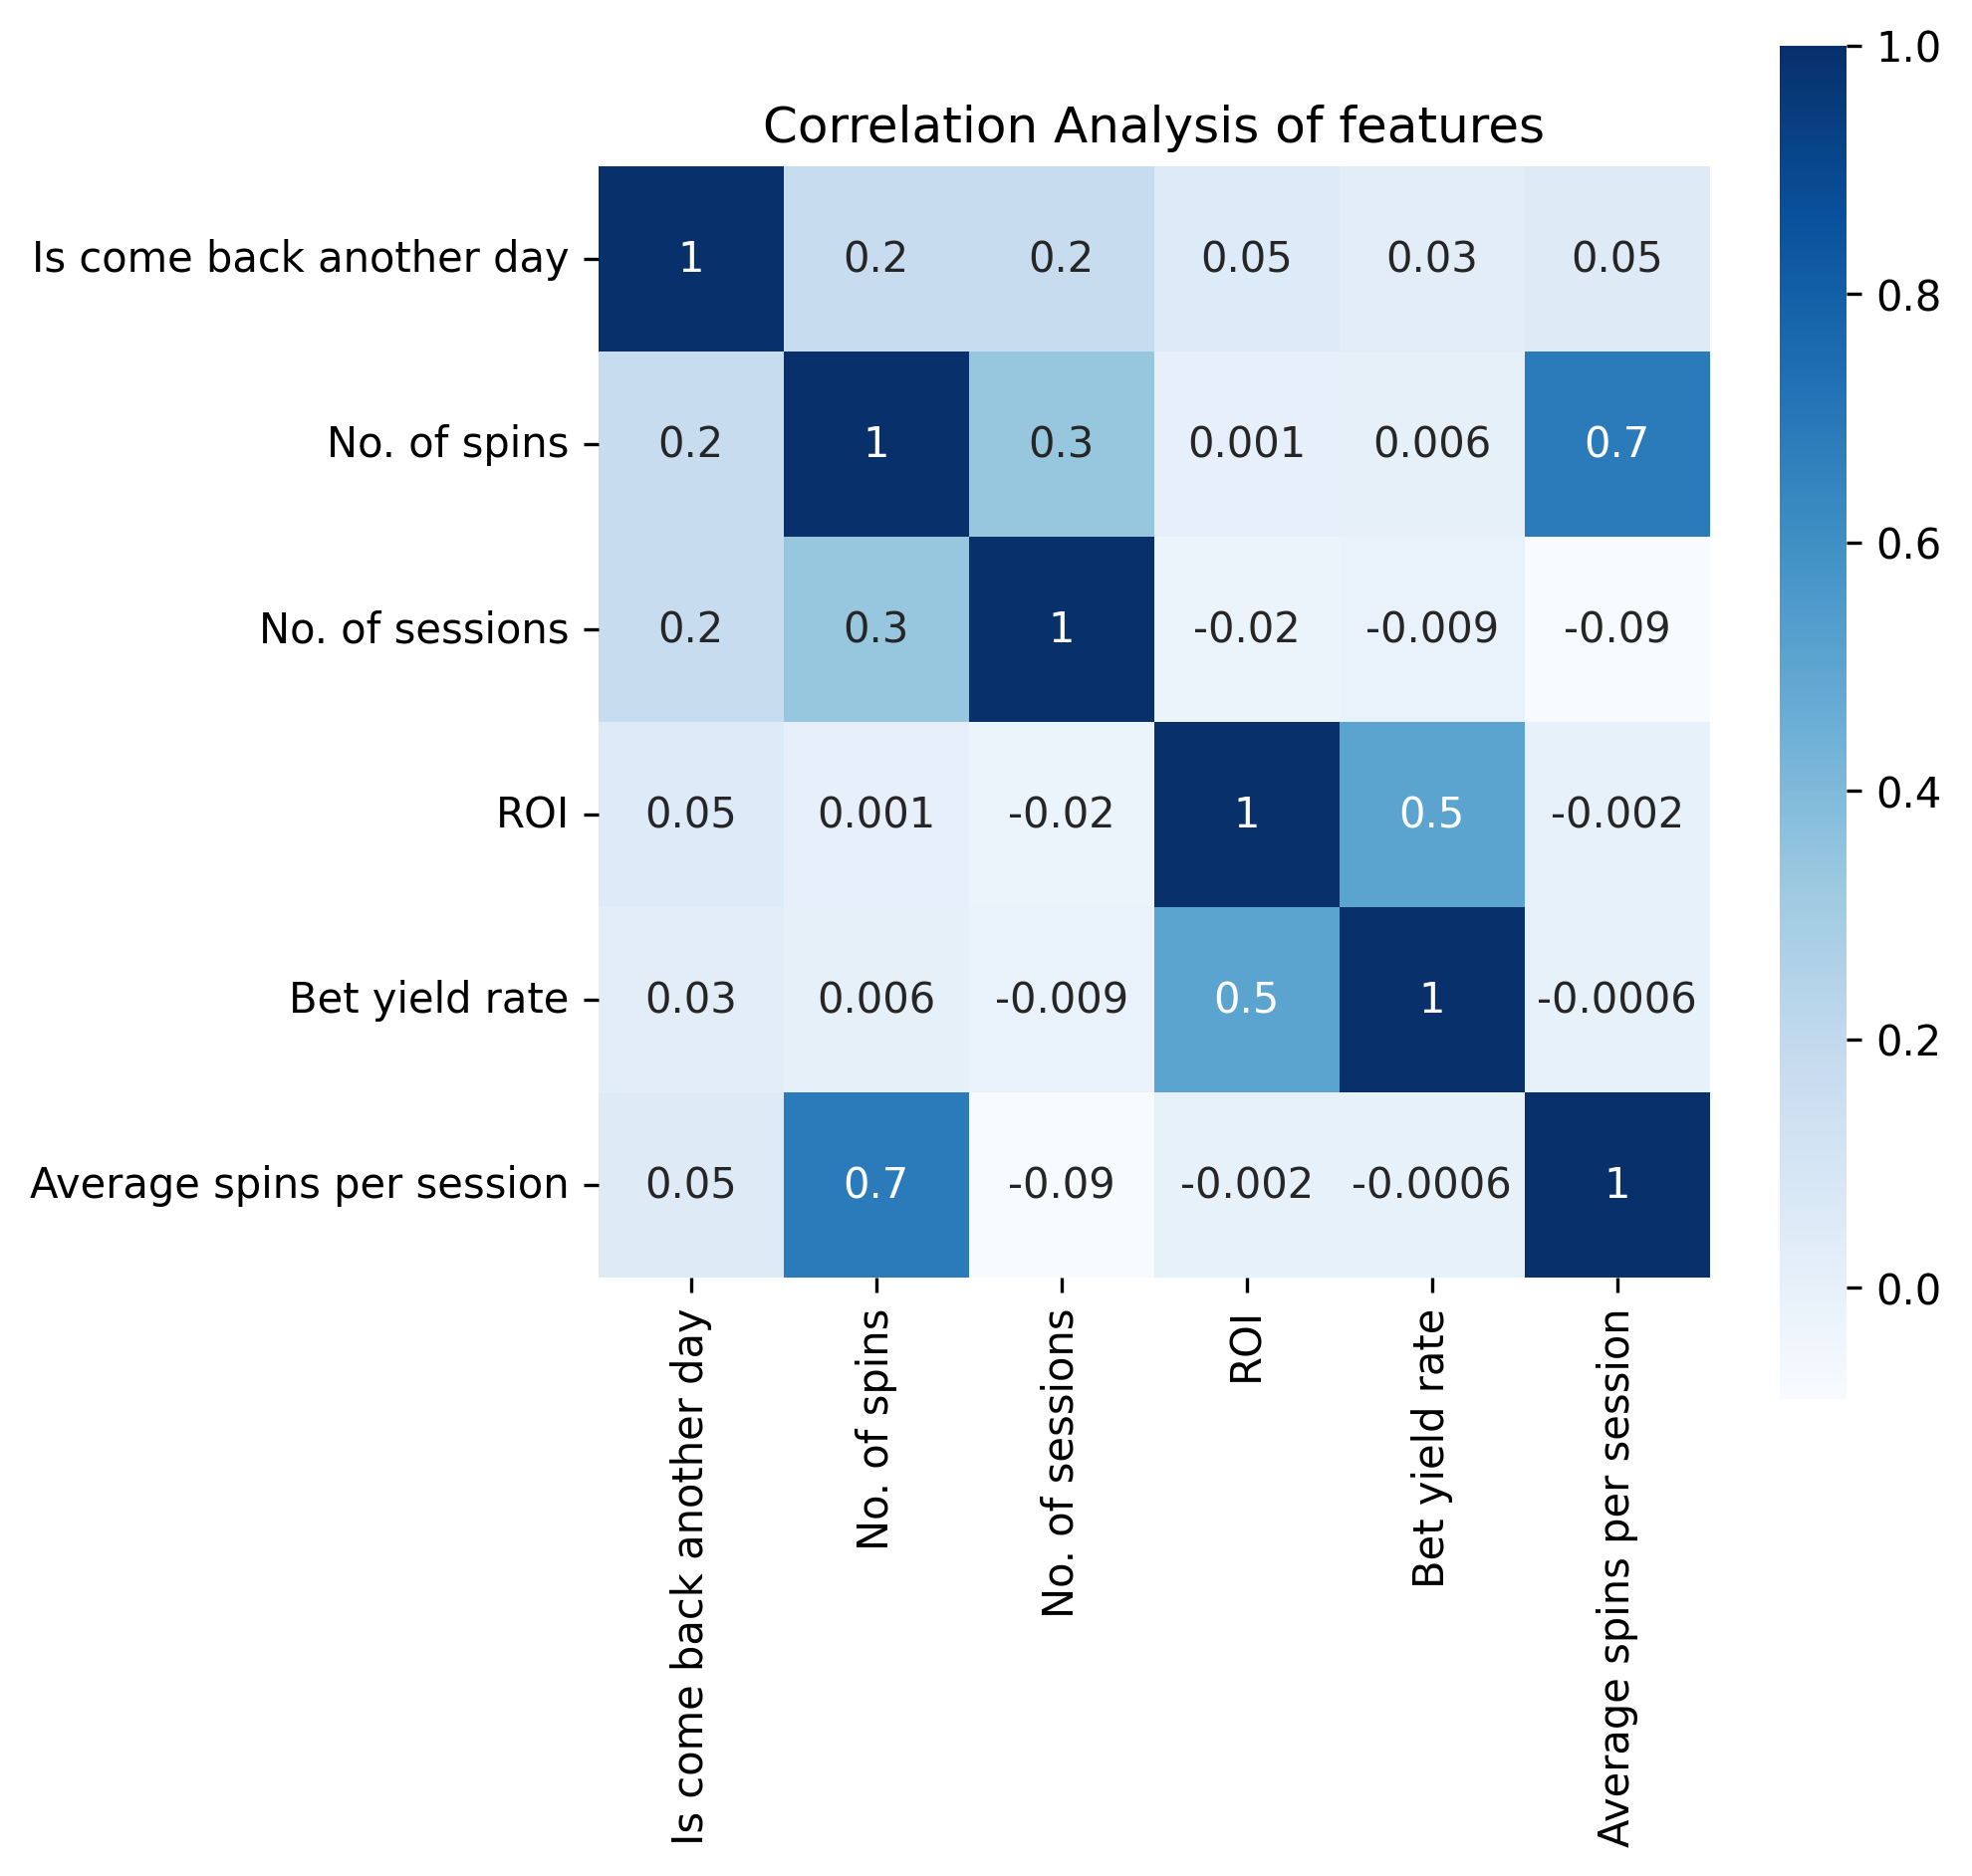 Correlation Analysis of features
Is come back another day 1 0.2 0.2 0.05 0.03 0.05
No. of spins 0.2 1 0.3 0.001 0.006 0.7
No. of sessions 0.2 0.3 1 -0.02 -0.009 -0.09
ROI 0.05 0.001 -0.02 1 0.5 -0.002
Bet yield rate 0.03 0.006 -0.009 0.5 1 -0.0006
Average spins per session 0.05 0.7 -0.09 -0.002 -0.0006 1
Is come back another day
No. of spins
No. of sessions
ROI
Bet yield rate
Average spins per session
1.0
0.8
0.6
0.4
0.2
0.0